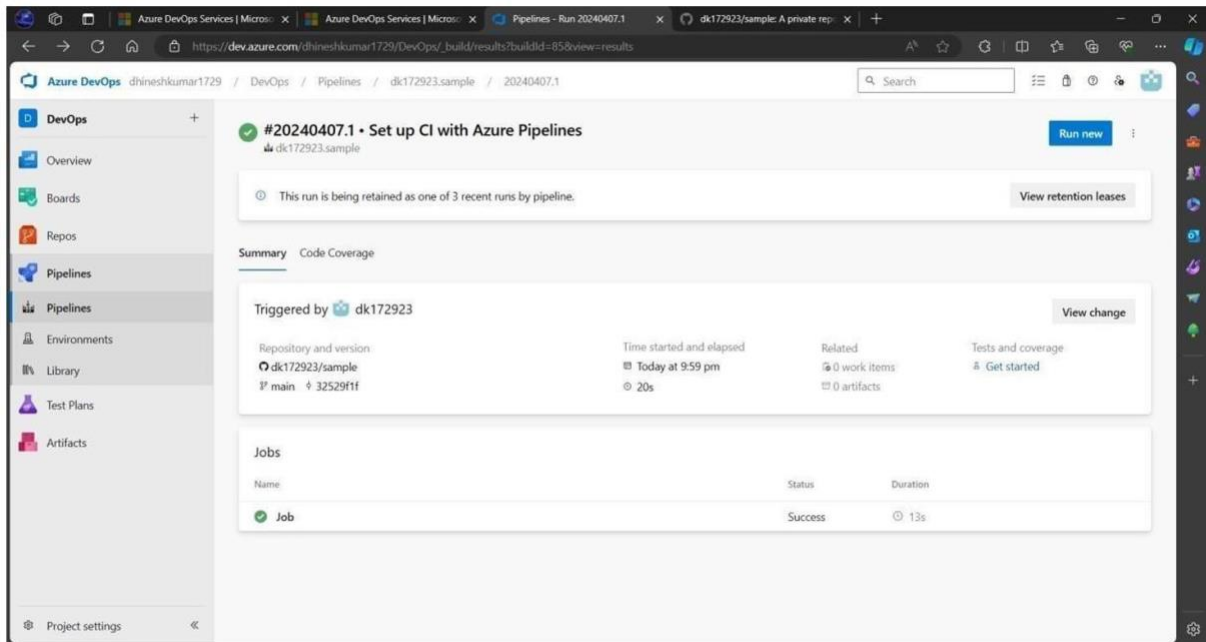 Azure DevOps Services | Microso
Azure DevOps Services | Microso
Pipelines - Run 20240407.1
dk172923/sample: A private rep
https://dev.azure.com/dhineshkumar1729/DevOps/_build/results?buildId=85&view=results
Azure DevOps dhineshkumar1729 / DevOps / Pipelines / dk172923.sample / 20240407.1
Search
D DevOps
Overview
Boards
Repos
Pipelines
Pipelines
Environments
Library
Test Plans
Artifacts
Project settings
#20240407.1 • Set up CI with Azure Pipelines
dk172923.sample
Run new
This run is being retained as one of 3 recent runs by pipeline.
View retention leases
Summary Code Coverage
Triggered by dk172923
View change
Repository and version
dk172923/sample
main 32529f1f
Time started and elapsed
Today at 9:59 pm
20s
Related
0 work items
0 artifacts
Tests and coverage
Get started
Jobs
Name Status Duration
Job Success 13s